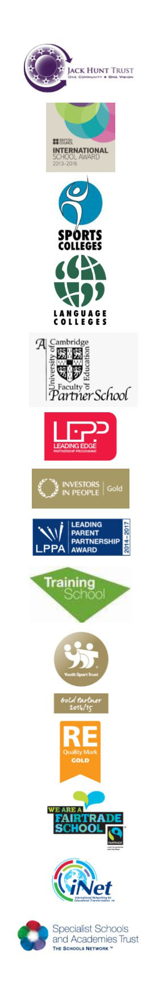 JACK HUNT TRUST
ONE COMMUNITY • ONE VISION
BRITISH
COUNCIL
INTERNATIONAL
SCHOOL AWARD
2013–2016
SPORTS
COLLEGES
LANGUAGE
COLLEGES
A Cambridge
University of
Faculty
of Education
Partner School
LEPP
LEADING EDGE
PARTNERSHIP PROGRAMME
INVESTORS
IN PEOPLE
Gold
LPPA
LEADING
PARENT
PARTNERSHIP
AWARD
2014–2017
Training
School
Youth Sport Trust
Gold Partner
2014/15
RE
Quality Mark
GOLD
WE ARE A
FAIRTRADE
SCHOOL
FAIRTRADE
iNet
International Networking for
Educational Transformation
Specialist Schools
and Academies Trust
THE SCHOOLS NETWORK ™